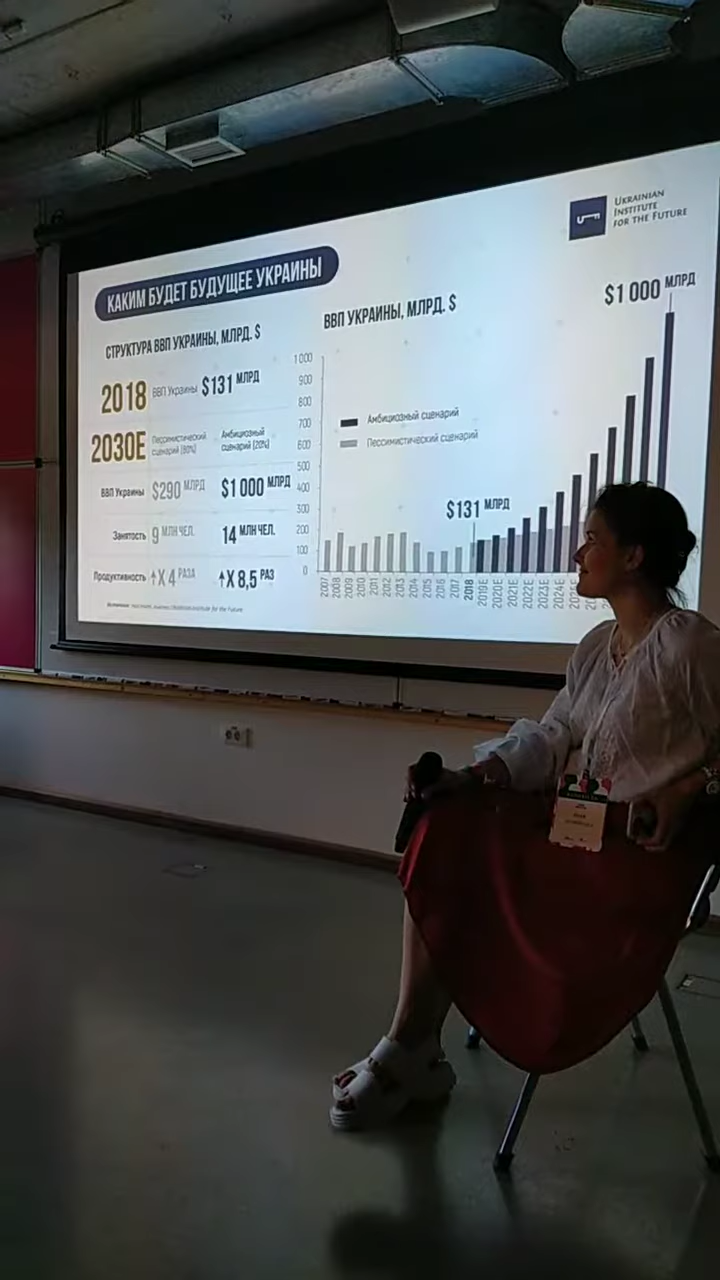 UKRAINIAN
INSTITUTE
FOR THE FUTURE
КАКИМ БУДЕТ БУДУЩЕЕ УКРАИНЫ
СТРУКТУРА ВВП УКРАИНЫ, МЛРД. $
2018 ВВП Украины $131 МЛРД
2030E Пессимистический сценарий (80%) Амбициозный сценарий (20%)
ВВП Украины $290 МЛРД $1 000 МЛРД
Занятость 9 МЛН ЧЕЛ. 14 МЛН ЧЕЛ.
Продуктивность ↑X 4 РАЗА ↑X 8,5 РАЗ
ВВП УКРАИНЫ, МЛРД. $
$1 000 МЛРД
1 000
900
800
700
600
500
400
300
200
100
0
Амбициозный сценарий
Пессимистический сценарий
$131 МЛРД
2007 2008 2009 2010 2011 2012 2013 2014 2015 2016 2017 2018 2019E 2020E 2021E 2022E 2023E 2024E